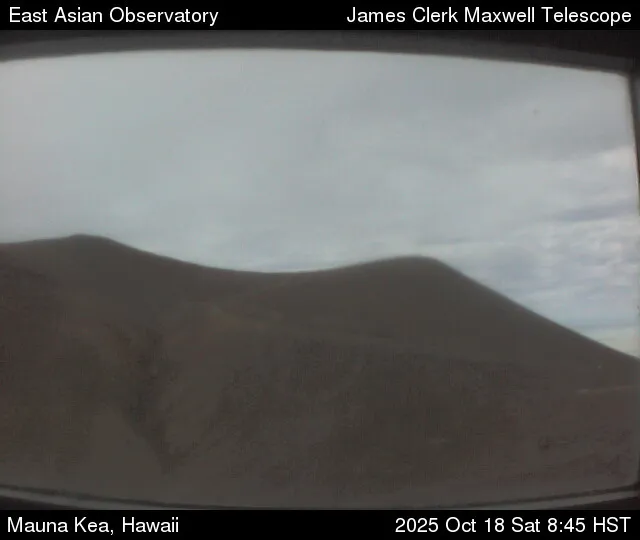 East Asian Observatory
James Clerk Maxwell Telescope
Mauna Kea, Hawaii
2025 Oct 18 Sat 8:45 HST